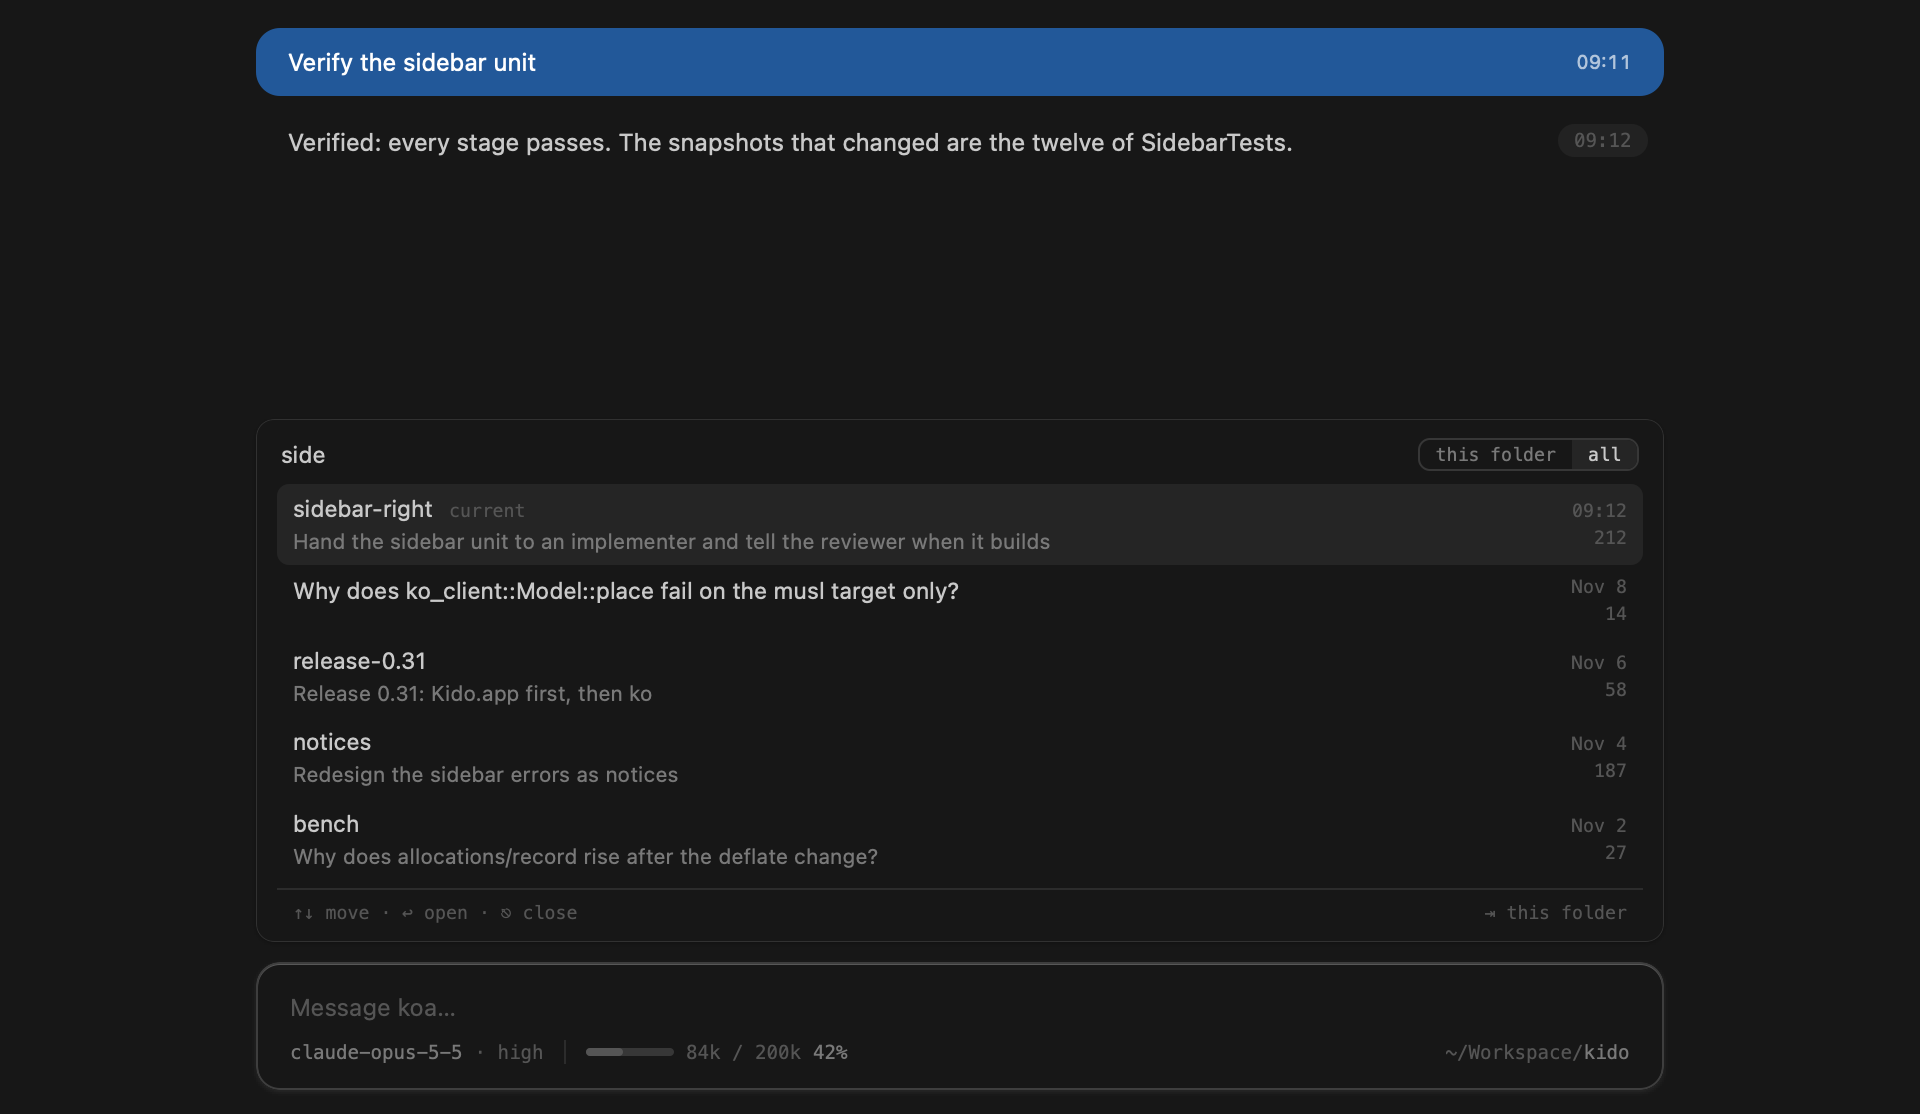 Verify the sidebar unit 09:11
Verified: every stage passes. The snapshots that changed are the twelve of SidebarTests. 09:12
side this folder all
sidebar-right current 09:12
Hand the sidebar unit to an implementer and tell the reviewer when it builds 212
Why does ko_client::Model::place fail on the musl target only? Nov 8
14
release-0.31 Nov 6
Release 0.31: Kido.app first, then ko 58
notices Nov 4
Redesign the sidebar errors as notices 187
bench Nov 2
Why does allocations/record rise after the deflate change? 27
↑↓ move · ↩ open · ⎋ close ⇥ this folder
Message koa...
claude-opus-5-5 · high 84k / 200k 42% ~/Workspace/kido